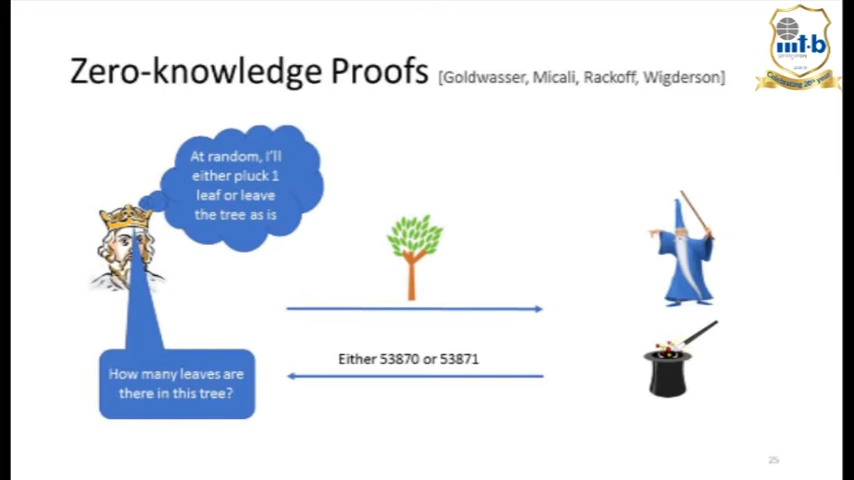 Zero-knowledge Proofs [Goldwasser, Micali, Rackoff, Wigderson]
iiit-b
At random, I'll
either pluck 1
leaf or leave
the tree as is
Either 53870 or 53871
How many leaves are
there in this tree?
25